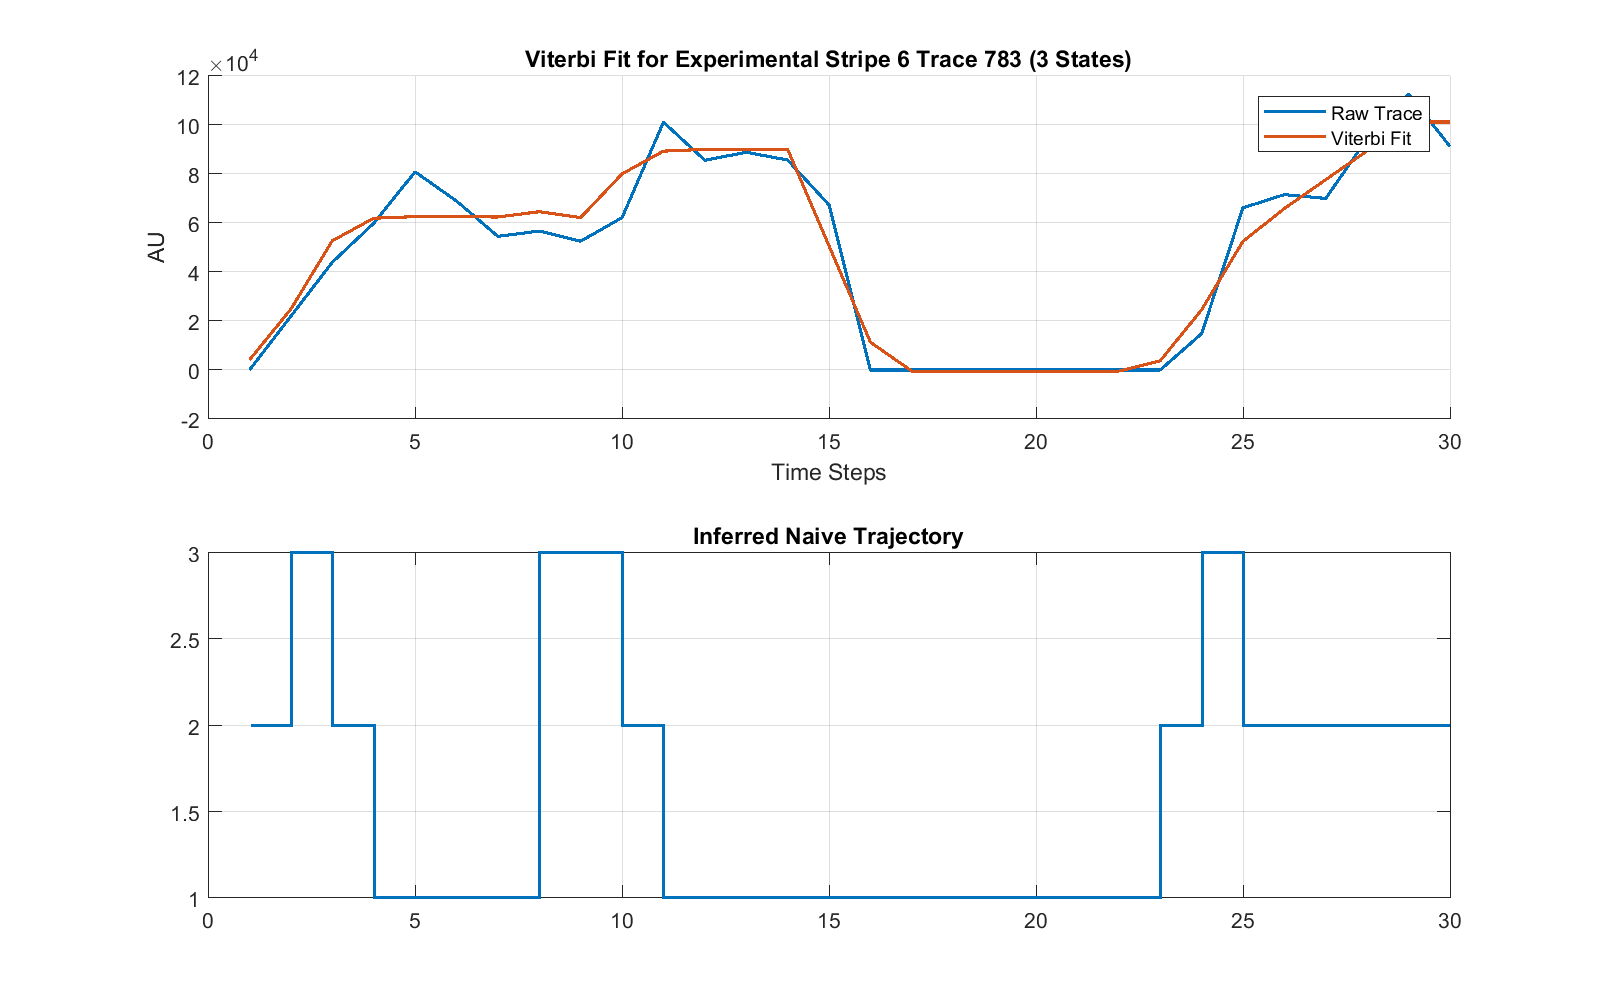 Viterbi Fit for Experimental Stripe 6 Trace 783 (3 States)
×10⁴
12
10
8
6
4
2
0
-2
AU
Raw Trace
Viterbi Fit
0 5 10 15 20 25 30
Time Steps
Inferred Naive Trajectory
3
2.5
2
1.5
1
0 5 10 15 20 25 30